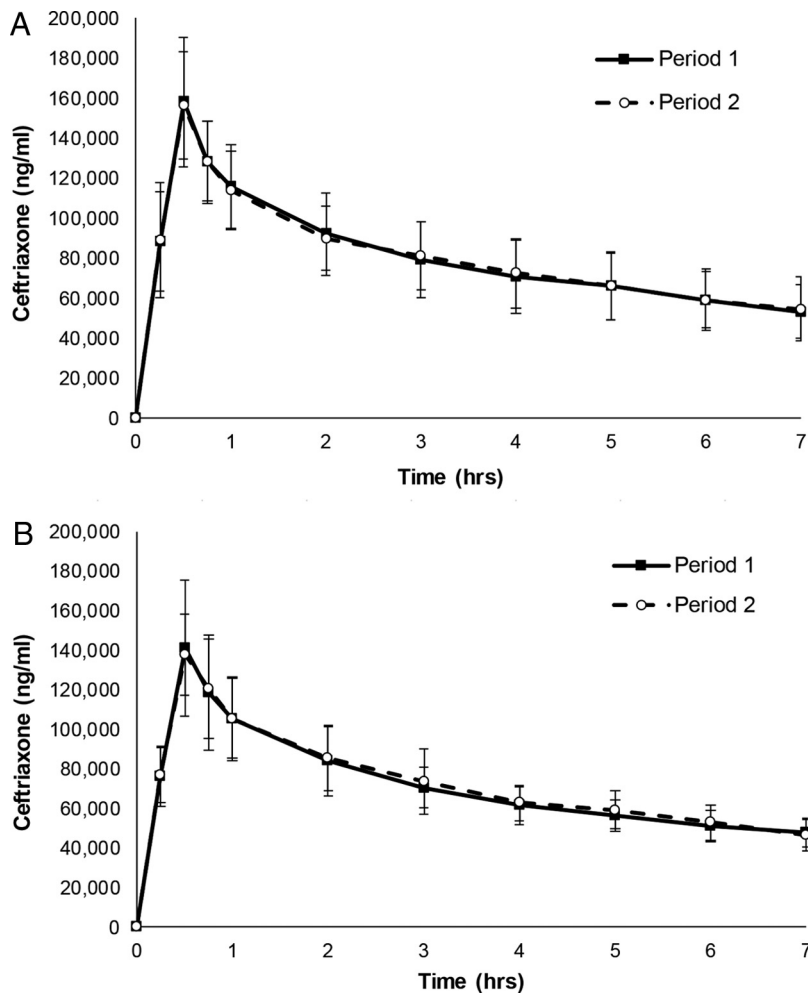 A
Ceftriaxone (ng/ml)
200,000
180,000
160,000
140,000
120,000
100,000
80,000
60,000
40,000
20,000
0
Period 1
Period 2
0 1 2 3 4 5 6 7
Time (hrs)
B
Ceftriaxone (ng/ml)
200,000
180,000
160,000
140,000
120,000
100,000
80,000
60,000
40,000
20,000
0
Period 1
Period 2
0 1 2 3 4 5 6 7
Time (hrs)